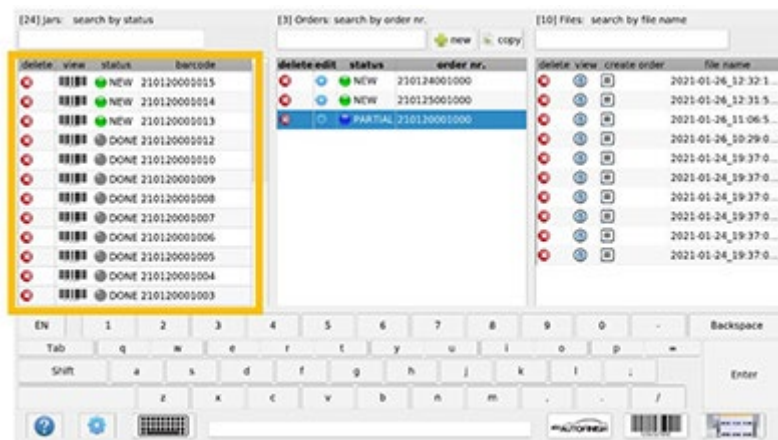 [24] Jars: search by status
[3] Orders: search by order nr.
[10] Files: search by file name
new
copy
delete view status barcode
NEW 210120001015
NEW 210120001014
NEW 210120001013
DONE 210120001012
DONE 210120001010
DONE 210120001009
DONE 210120001008
DONE 210120001007
DONE 210120001006
DONE 210120001005
DONE 210120001004
DONE 210120001003
delete edit status order nr.
NEW 210124001000
NEW 210125001000
PARTIAL 210120001000
delete view create order file name
2021-01-26_12:32:1...
2021-01-26_12:31:5...
2021-01-26_11:06:5...
2021-01-26_10:29:0...
2021-01-24_19:37:0...
2021-01-24_19:37:0...
2021-01-24_19:37:0...
2021-01-24_19:37:0...
2021-01-24_19:37:0...
2021-01-24_19:37:0...
EN 1 2 3 4 5 6 7 8 9 0 - Backspace
Tab q w e r t y u i o p =
Shift a s d f g h j k l ; Enter
z x c v b n m , . /
?
AUTOFINISH